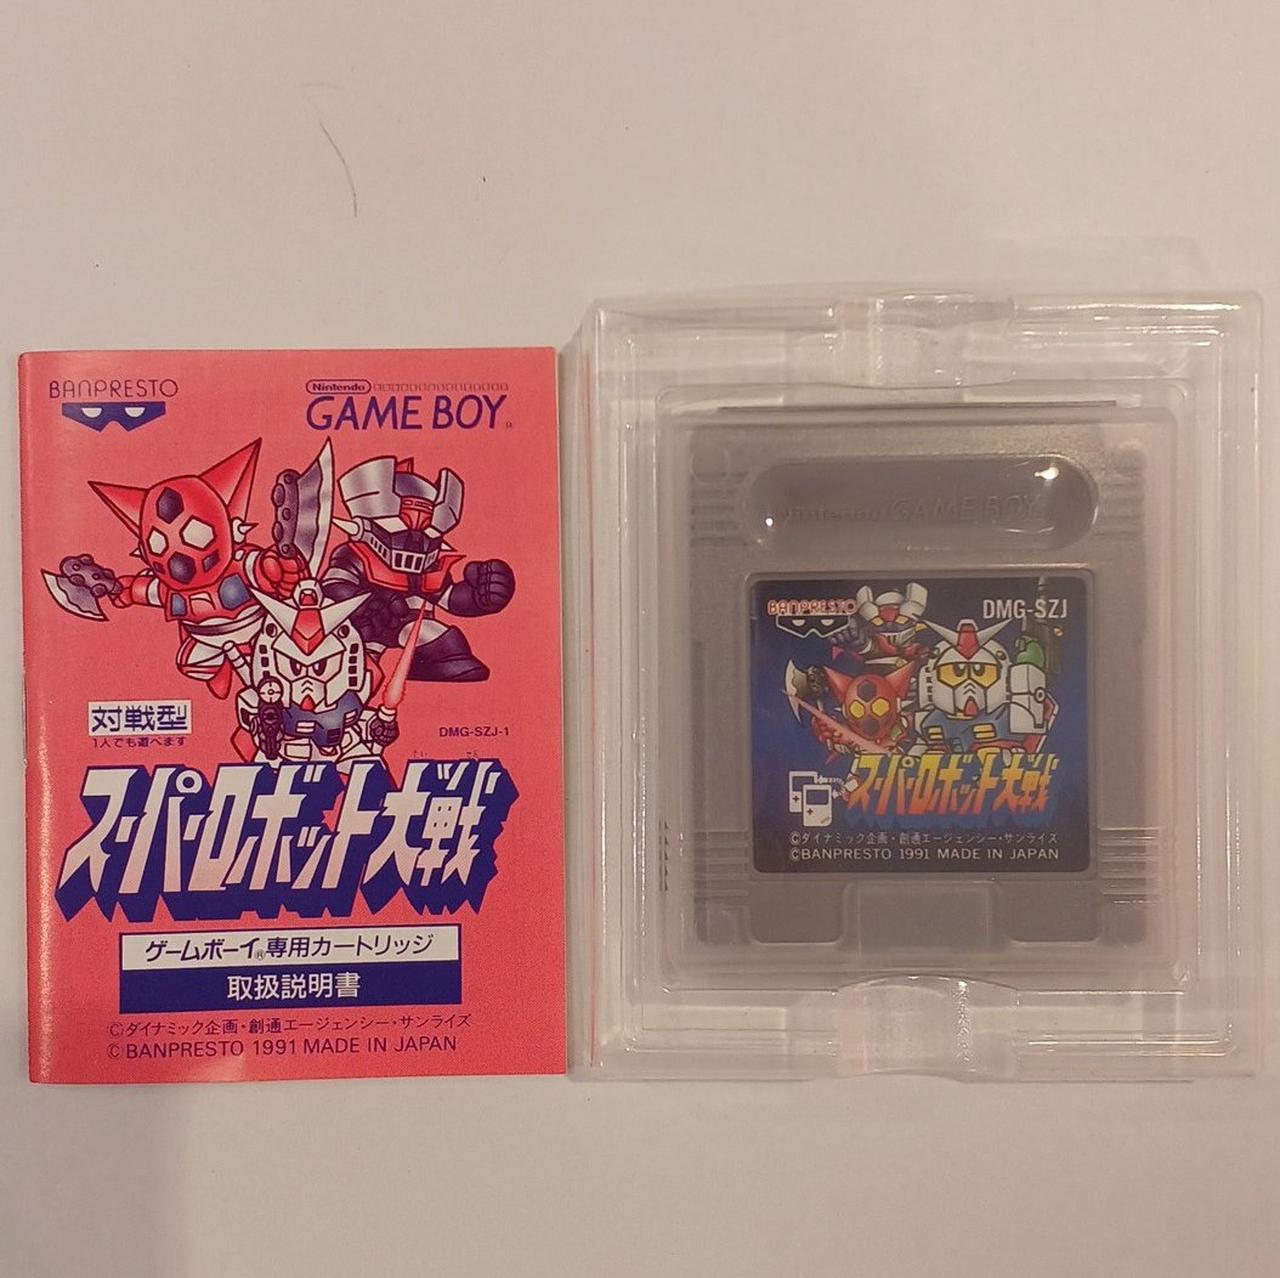 BANPRESTO
Nintendo
GAME BOY®
対戦型
1人でも遊べます
DMG-SZJ-1
たい せん
スーパーロボット大戦
ゲームボーイ®専用カートリッジ
取扱説明書
©ダイナミック企画・創通エージェンシー・サンライズ
©BANPRESTO 1991 MADE IN JAPAN
Nintendo GAME BOY
BANPRESTO
DMG-SZJ
スーパーロボット大戦
©ダイナミック企画・創通エージェンシー・サンライズ
©BANPRESTO 1991 MADE IN JAPAN